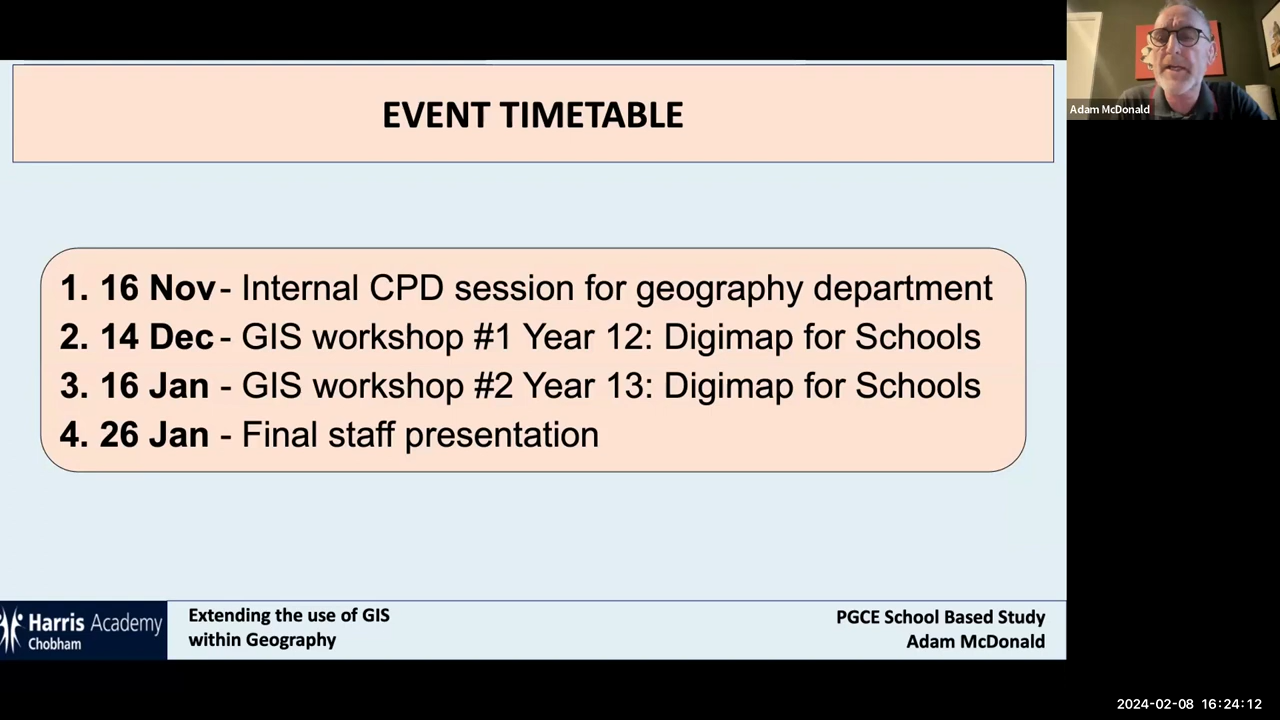 EVENT TIMETABLE
Adam McDonald
1. 16 Nov - Internal CPD session for geography department
2. 14 Dec - GIS workshop #1 Year 12: Digimap for Schools
3. 16 Jan - GIS workshop #2 Year 13: Digimap for Schools
4. 26 Jan - Final staff presentation
Harris Academy
Chobham
Extending the use of GIS
within Geography
PGCE School Based Study
Adam McDonald
2024-02-08 16:24:12